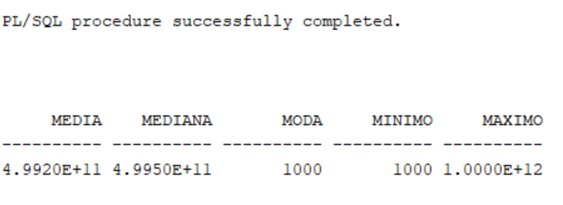 PL/SQL procedure successfully completed.
MEDIA MEDIANA MODA MINIMO MAXIMO
---------- ---------- ---------- ---------- ----------
4.9920E+11 4.9950E+11 1000 1000 1.0000E+12